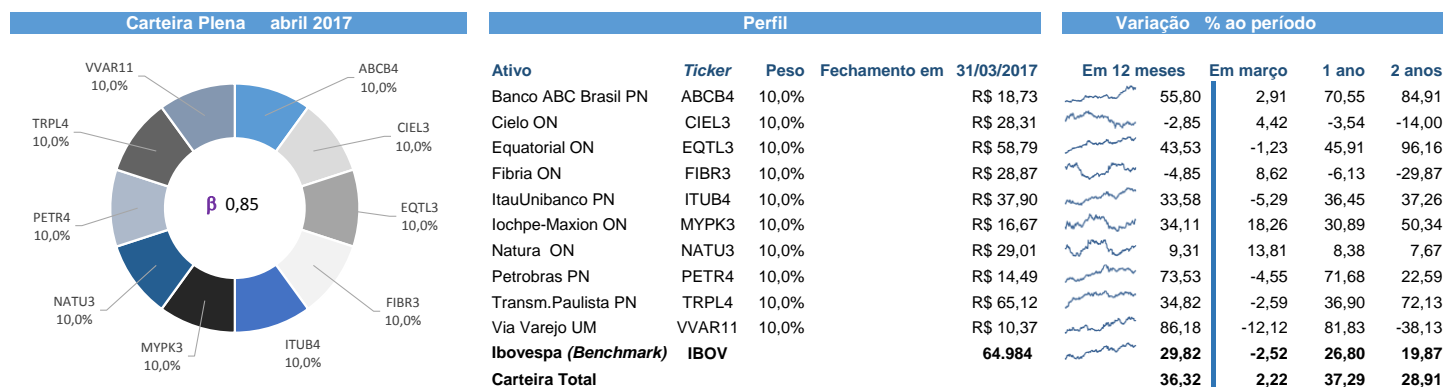 Carteira Plena abril 2017
VVAR11
10,0%
ABCB4
10,0%
TRPL4
10,0%
CIEL3
10,0%
PETR4
10,0%
β 0,85
EQTL3
10,0%
NATU3
10,0%
FIBR3
10,0%
MYPK3
10,0%
ITUB4
10,0%
Perfil
Variação % ao período
Ativo Ticker Peso Fechamento em 31/03/2017 Em 12 meses Em março 1 ano 2 anos
Banco ABC Brasil PN ABCB4 10,0% R$ 18,73 55,80 2,91 70,55 84,91
Cielo ON CIEL3 10,0% R$ 28,31 -2,85 4,42 -3,54 -14,00
Equatorial ON EQTL3 10,0% R$ 58,79 43,53 -1,23 45,91 96,16
Fibria ON FIBR3 10,0% R$ 28,87 -4,85 8,62 -6,13 -29,87
ItauUnibanco PN ITUB4 10,0% R$ 37,90 33,58 -5,29 36,45 37,26
Iochpe-Maxion ON MYPK3 10,0% R$ 16,67 34,11 18,26 30,89 50,34
Natura ON NATU3 10,0% R$ 29,01 9,31 13,81 8,38 7,67
Petrobras PN PETR4 10,0% R$ 14,49 73,53 -4,55 71,68 22,59
Transm.Paulista PN TRPL4 10,0% R$ 65,12 34,82 -2,59 36,90 72,13
Via Varejo UM VVAR11 10,0% R$ 10,37 86,18 -12,12 81,83 -38,13
Ibovespa (Benchmark) IBOV 64.984 29,82 -2,52 26,80 19,87
Carteira Total 36,32 2,22 37,29 28,91